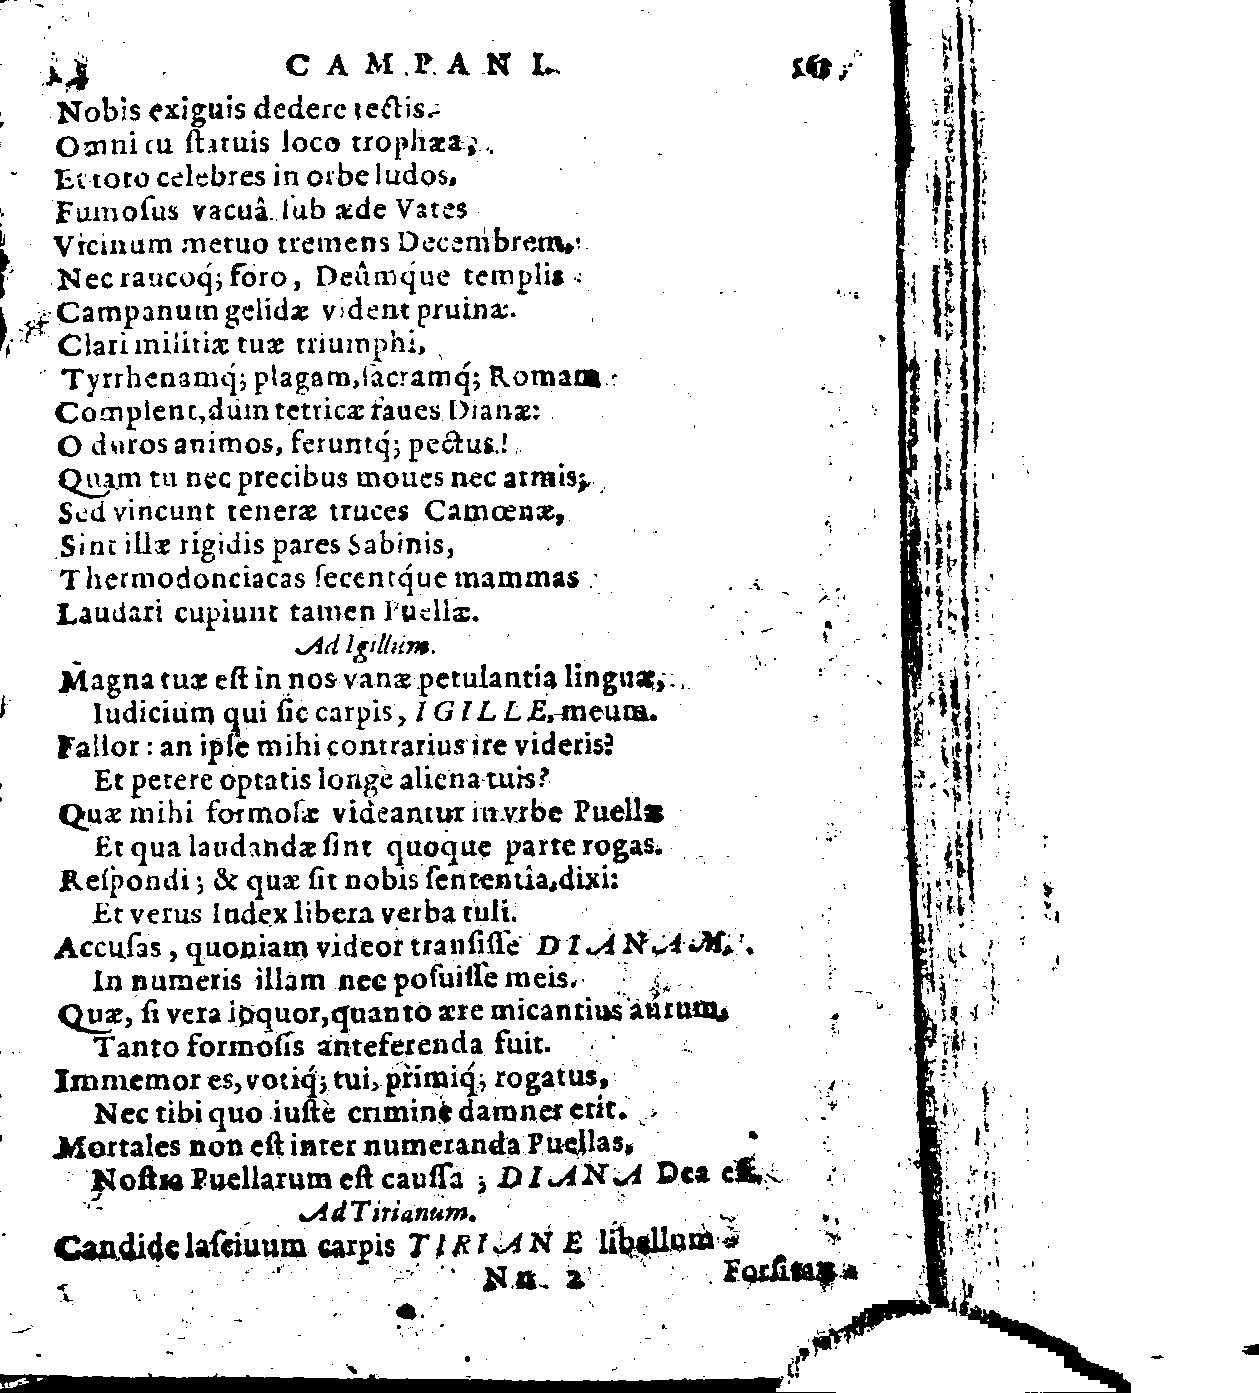 CAMPANI.
Nobis exiguis dedere tectis.
Omni tu statuis loco trophæa,
Et toto celebres in orbe ludos,
Fumoſus vacuâ ſub æde Vates
Vicinum metuo tremens Decembrem,
Nec raucoq́; foro, Deûmq́ue templis
Campanum gelidæ vident pruinæ.
Clari militiæ tuæ triumphi,
Tyrrhenamq́; plagam, ſacramq́; Romam
Complent, dum tetricæ faues Dianæ:
O duros animos, feruntq́; pectus!
Quam tu nec precibus moues nec armis;
Sed vincunt teneræ truces Camœnæ,
Sint illæ rigidis pares Sabinis,
Thermodonciacas ſecentq́ue mammas
Laudari cupiunt tamen Puellæ.
Ad Igillum.
Magna tuæ eſt in nos vanæ petulantia linguæ,
Iudicium qui ſic carpis, IGILLE, meum.
Fallor: an ipſe mihi contrarius ire videris?
Et petere optatis longè aliena tuis?
Quæ mihi formoſæ videantur in vrbe Puellæ
Et qua laudandæ ſint quoque parte rogas.
Reſpondi; & quæ ſit nobis ſententia, dixi:
Et verus Iudex libera verba tuli.
Accuſas, quoniam videor tranſiſſe DIANAM,
In numeris illam nec poſuiſſe meis.
Quæ, ſi vera loquor, quanto ære micantius aurum,
Tanto formoſis anteferenda fuit.
Immemor es, votiq́; tui, primiq́; rogatus,
Nec tibi quo iuſtè crimine damner erit.
Mortales non eſt inter numeranda Puellas,
Noſtra Puellarum eſt cauſſa; DIANA Dea eſt.
Ad Tirianum.
Candide laſciuum carpis TIRIANE libellum
Nn 2 Forſitan